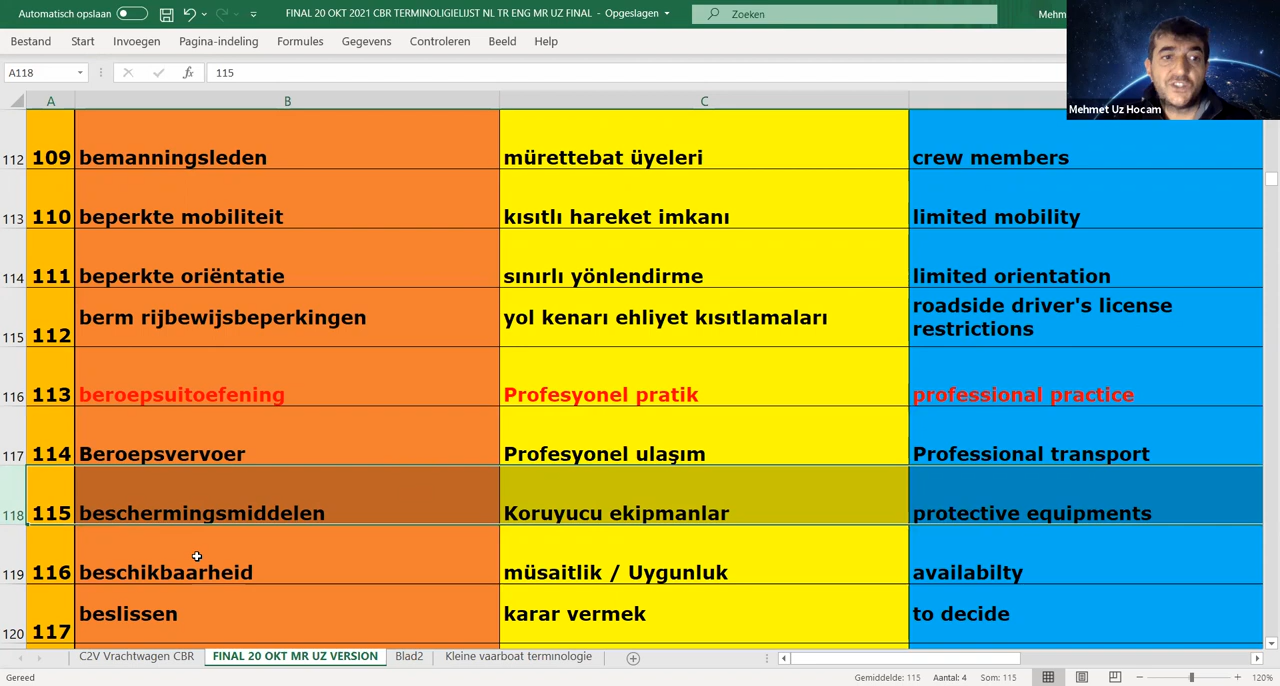 Automatisch opslaan
FINAL 20 OKT 2021 CBR TERMINOLIGIELIJST NL TR ENG MR UZ FINAL - Opgeslagen
Zoeken
Mehm
Bestand Start Invoegen Pagina-indeling Formules Gegevens Controleren Beeld Help
A118 fx 115
Mehmet Uz Hocam
A B C
112 109 bemanningsleden mürettebat üyeleri crew members
113 110 beperkte mobiliteit kısıtlı hareket imkanı limited mobility
114 111 beperkte oriëntatie sınırlı yönlendirme limited orientation
115 112 berm rijbewijsbeperkingen yol kenarı ehliyet kısıtlamaları roadside driver's license
restrictions
116 113 beroepsuitoefening Profesyonel pratik professional practice
117 114 Beroepsvervoer Profesyonel ulaşım Professional transport
118 115 beschermingsmiddelen Koruyucu ekipmanlar protective equipments
119 116 beschikbaarheid müsaitlik / Uygunluk availabilty
120 117 beslissen karar vermek to decide
C2V Vrachtwagen CBR FINAL 20 OKT MR UZ VERSION Blad2 Kleine vaarboat terminologie
Gereed Gemiddelde: 115 Aantal: 4 Som: 115 120%